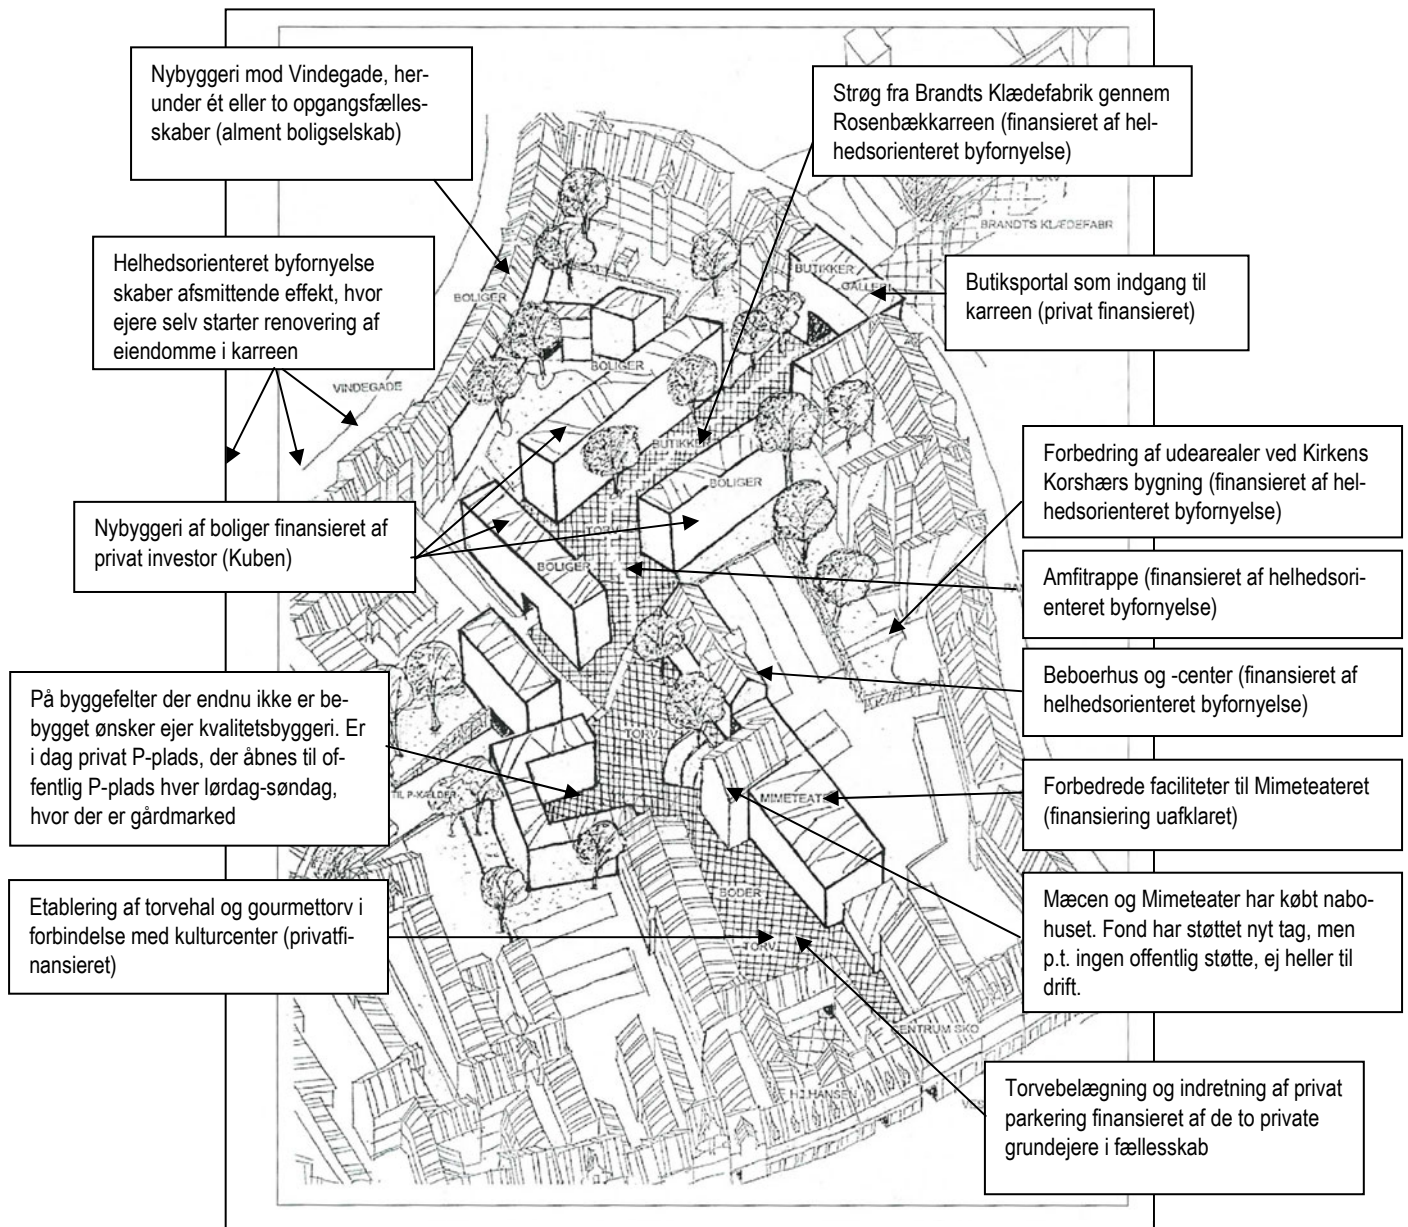 Nybyggeri mod Vindegade, her-
under ét eller to opgangsfælles-
skaber (alment boligselskab)
Strøg fra Brandts Klædefabrik gennem
Rosenbækkarreen (finansieret af hel-
hedsorienteret byfornyelse)
TORV
BRANDTS KLÆDEFABR
Helhedsorienteret byfornyelse
skaber afsmittende effekt, hvor
ejere selv starter renovering af
eiendomme i karreen
BUTIKKER
GALLERI
Butiksportal som indgang til
karreen (privat finansieret)
BOLIGER
BOLIGER
VINDEGADE
BUTIKKER
BOLIGER
Forbedring af udearealer ved Kirkens
Korshærs bygning (finansieret af hel-
hedsorienteret byfornyelse)
Nybyggeri af boliger finansieret af
privat investor (Kuben)
TORV
BOLIGER
Amfitrappe (finansieret af helhedsori-
enteret byfornyelse)
Beboerhus og -center (finansieret af
helhedsorienteret byfornyelse)
På byggefelter der endnu ikke er be-
bygget ønsker ejer kvalitetsbyggeri. Er
i dag privat P-plads, der åbnes til of-
fentlig P-plads hver lørdag-søndag,
hvor der er gårdmarked
TORV
TIL P-KÆLDER
MIMETEAT
Forbedrede faciliteter til Mimeteateret
(finansiering uafklaret)
Mæcen og Mimeteater har købt nabo-
huset. Fond har støttet nyt tag, men
p.t. ingen offentlig støtte, ej heller til
drift.
Etablering af torvehal og gourmettorv i
forbindelse med kulturcenter (privatfi-
nansieret)
BODER
TORV
CENTRUM SKO
H.J.HANSEN
Torvebelægning og indretning af privat
parkering finansieret af de to private
grundejere i fællesskab